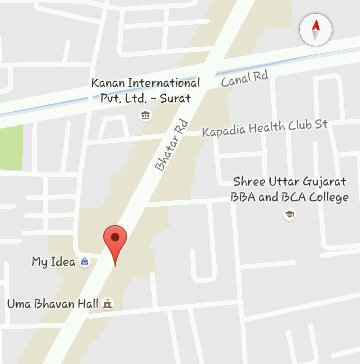 Canal Rd
Kanan International
Pvt. Ltd. - Surat
Kapadia Health Club St
Bhatar Rd
Shree Uttar Gujarat
BBA and BCA College
My Idea
Uma Bhavan Hall